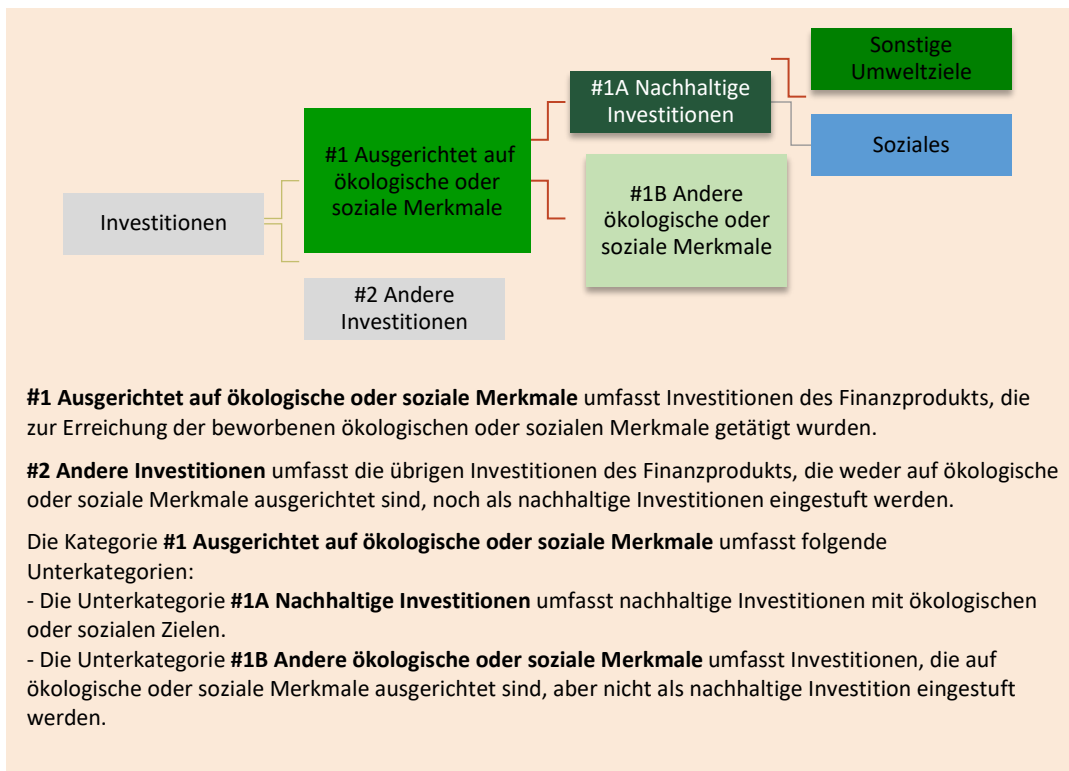 Sonstige
Umweltziele
#1A Nachhaltige
Investitionen
Soziales
#1 Ausgerichtet auf
ökologische oder
soziale Merkmale
#1B Andere
ökologische oder
soziale Merkmale
Investitionen
#2 Andere
Investitionen
#1 Ausgerichtet auf ökologische oder soziale Merkmale umfasst Investitionen des Finanzprodukts, die
zur Erreichung der beworbenen ökologischen oder sozialen Merkmale getätigt wurden.
#2 Andere Investitionen umfasst die übrigen Investitionen des Finanzprodukts, die weder auf ökologische
oder soziale Merkmale ausgerichtet sind, noch als nachhaltige Investitionen eingestuft werden.
Die Kategorie #1 Ausgerichtet auf ökologische oder soziale Merkmale umfasst folgende
Unterkategorien:
- Die Unterkategorie #1A Nachhaltige Investitionen umfasst nachhaltige Investitionen mit ökologischen
oder sozialen Zielen.
- Die Unterkategorie #1B Andere ökologische oder soziale Merkmale umfasst Investitionen, die auf
ökologische oder soziale Merkmale ausgerichtet sind, aber nicht als nachhaltige Investition eingestuft
werden.